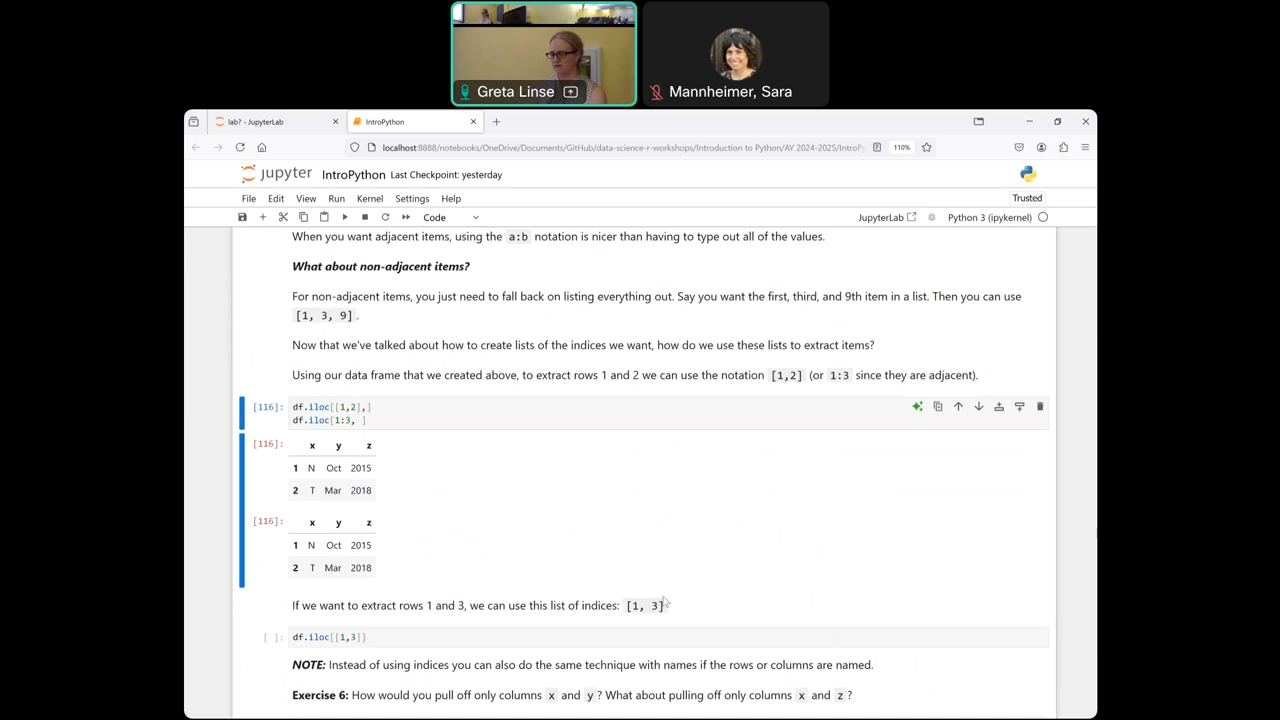 Greta Linse
Mannheimer, Sara
lab? - JupyterLab
IntroPython
localhost:8888/notebooks/OneDrive/Documents/GitHub/data-science-r-workshops/Introduction to Python/AY 2024-2025/IntroPy
110%
jupyter IntroPython Last Checkpoint: yesterday
File Edit View Run Kernel Settings Help
Trusted
Code
JupyterLab
Python 3 (ipykernel)
When you want adjacent items, using the a:b notation is nicer than having to type out all of the values.
What about non-adjacent items?
For non-adjacent items, you just need to fall back on listing everything out. Say you want the first, third, and 9th item in a list. Then you can use
[1, 3, 9] .
Now that we've talked about how to create lists of the indices we want, how do we use these lists to extract items?
Using our data frame that we created above, to extract rows 1 and 2 we can use the notation [1,2] (or 1:3 since they are adjacent).
[116]: df.iloc[[1,2],]
df.iloc[1:3, ]
[116]: x y z
1 N Oct 2015
2 T Mar 2018
[116]: x y z
1 N Oct 2015
2 T Mar 2018
If we want to extract rows 1 and 3, we can use this list of indices: [1, 3]
[ ]: df.iloc[[1,3]]
NOTE: Instead of using indices you can also do the same technique with names if the rows or columns are named.
Exercise 6: How would you pull off only columns x and y ? What about pulling off only columns x and z ?